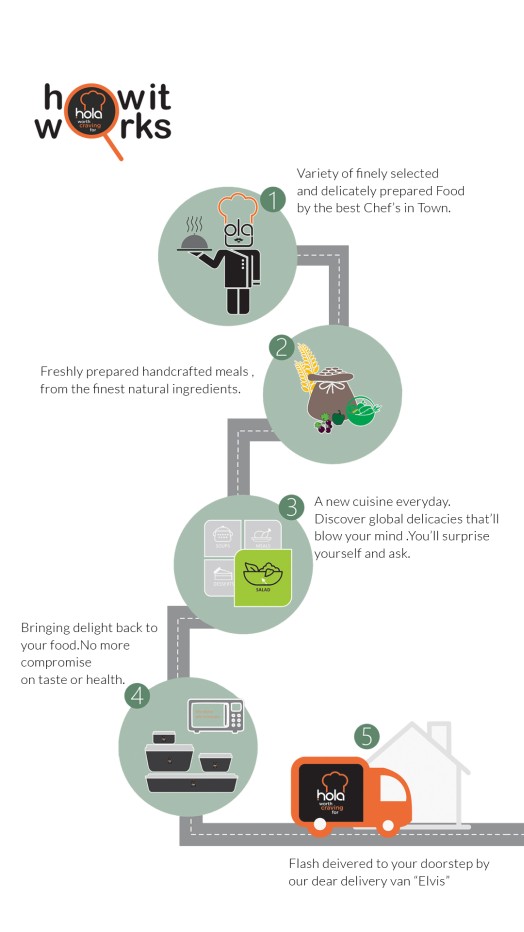 how it
hola
worth
craving
for
works
Variety of finely selected
and delicately prepared Food
by the best Chef's in Town.
1
ola
2
Freshly prepared handcrafted meals ,
from the finest natural ingredients.
3
A new cuisine everyday.
Discover global delicacies that'll
blow your mind .You'll surprise
yourself and ask.
SALAD
Bringing delight back to
your food.No more
compromise
on taste or health.
4
5
hola
worth
craving
for
Flash deivered to your doorstep by
our dear delivery van "Elvis"